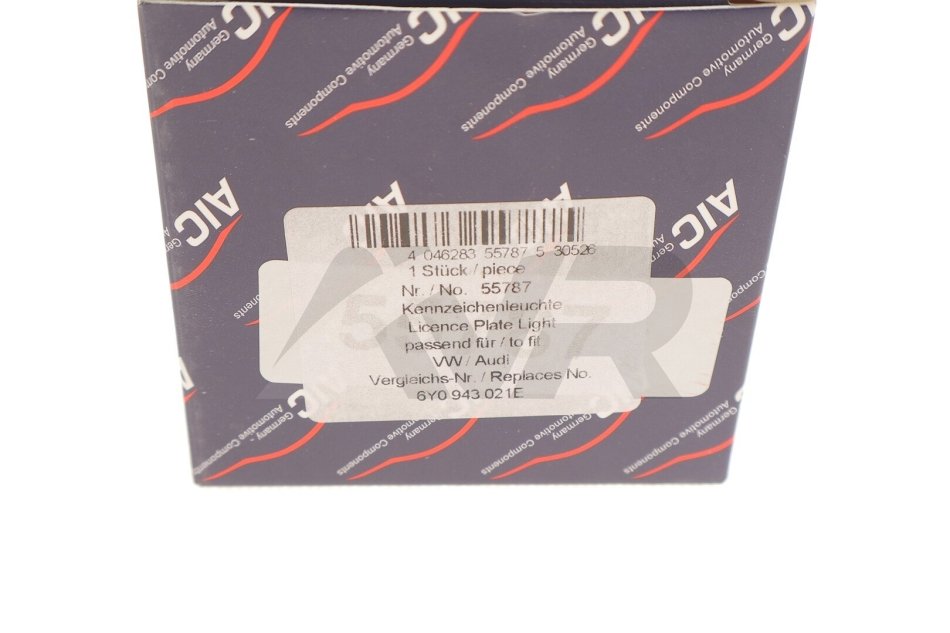 AIC
Germany
Automotive Components
4 046283 55787 5 30526
1 Stück / piece
Nr. / No. 55787
Kennzeichenleuchte
Licence Plate Light
passend für / to fit
VW / Audi
Vergleichs-Nr. / Replaces No.
6Y0 943 021E